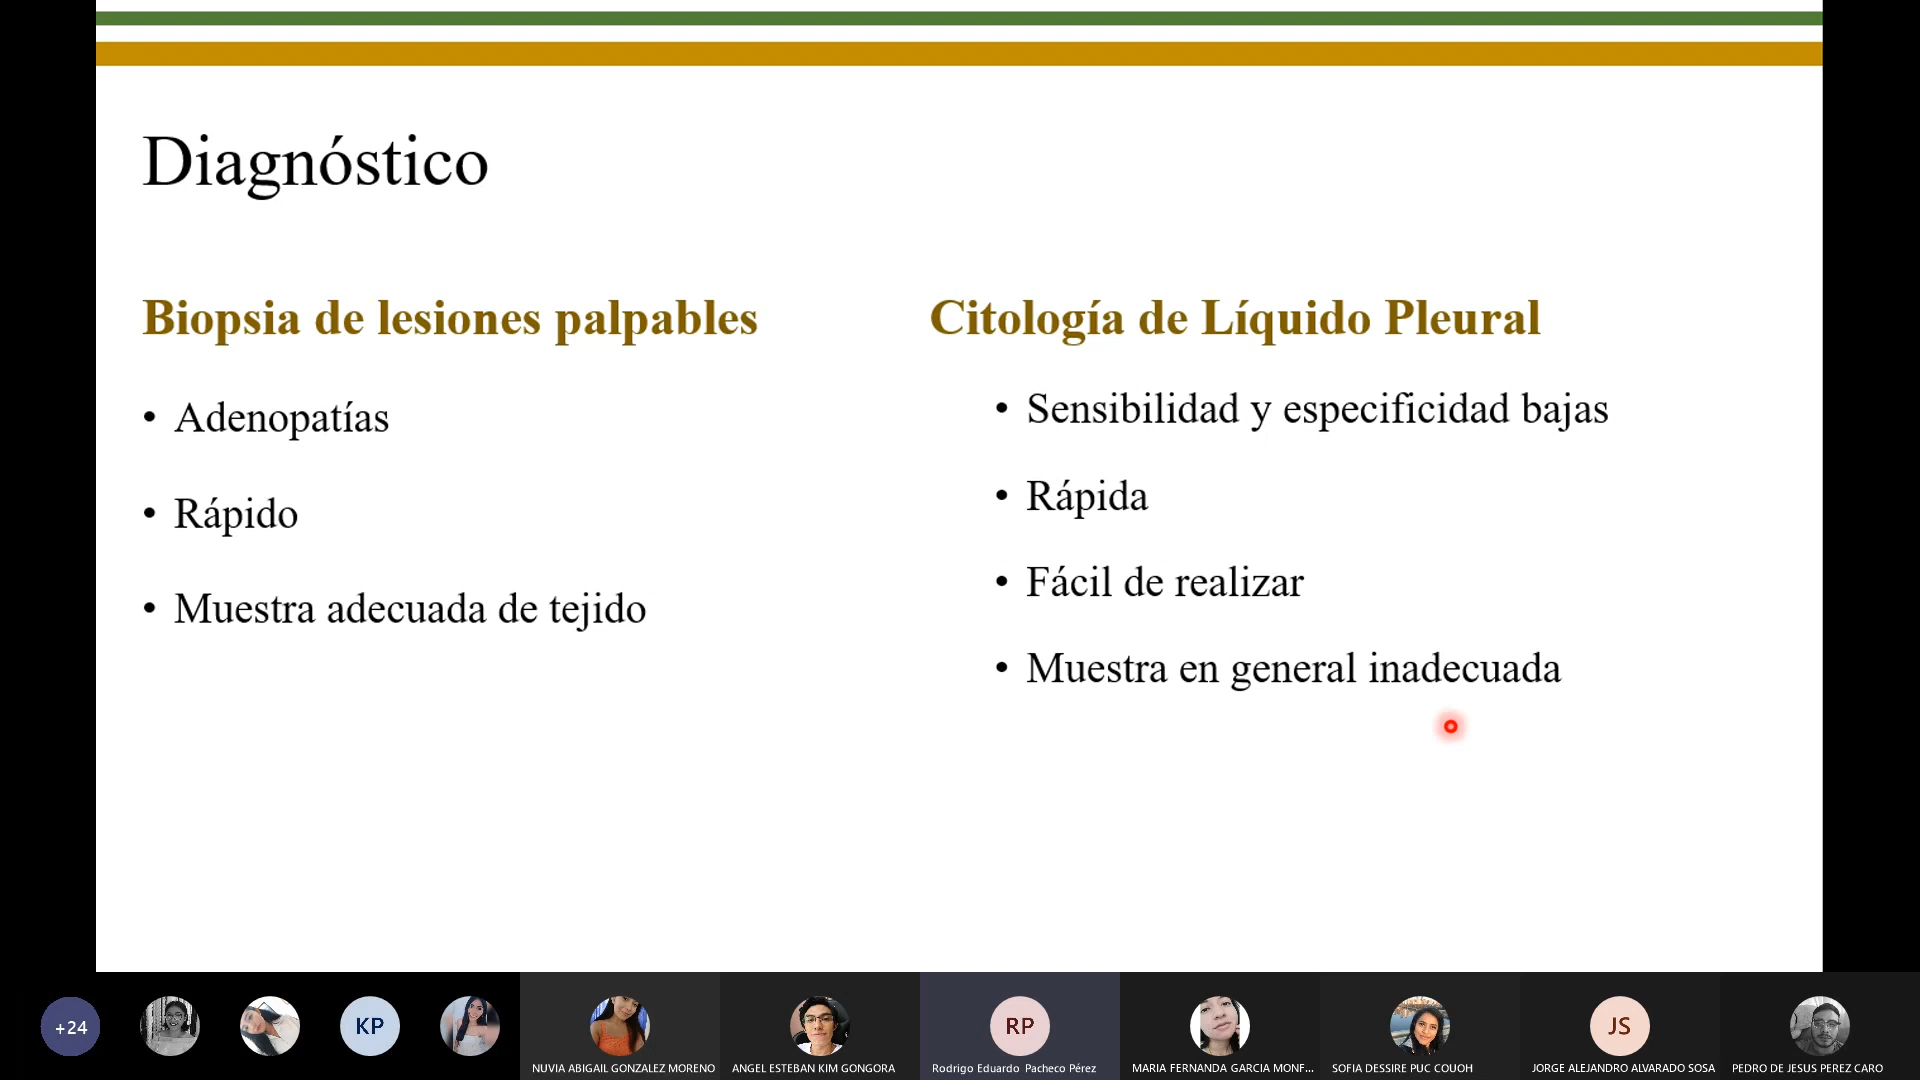 Diagnóstico
Biopsia de lesiones palpables
• Adenopatías
• Rápido
• Muestra adecuada de tejido
Citología de Líquido Pleural
• Sensibilidad y especificidad bajas
• Rápida
• Fácil de realizar
• Muestra en general inadecuada
+24
KP
RP
JS
NUVIA ABIGAIL GONZALEZ MORENO
ANGEL ESTEBAN KIM GONGORA
Rodrigo Eduardo Pacheco Pérez
MARIA FERNANDA GARCIA MONF...
SOFIA DESSIRE PUC COUOH
JORGE ALEJANDRO ALVARADO SOSA
PEDRO DE JESUS PEREZ CARO